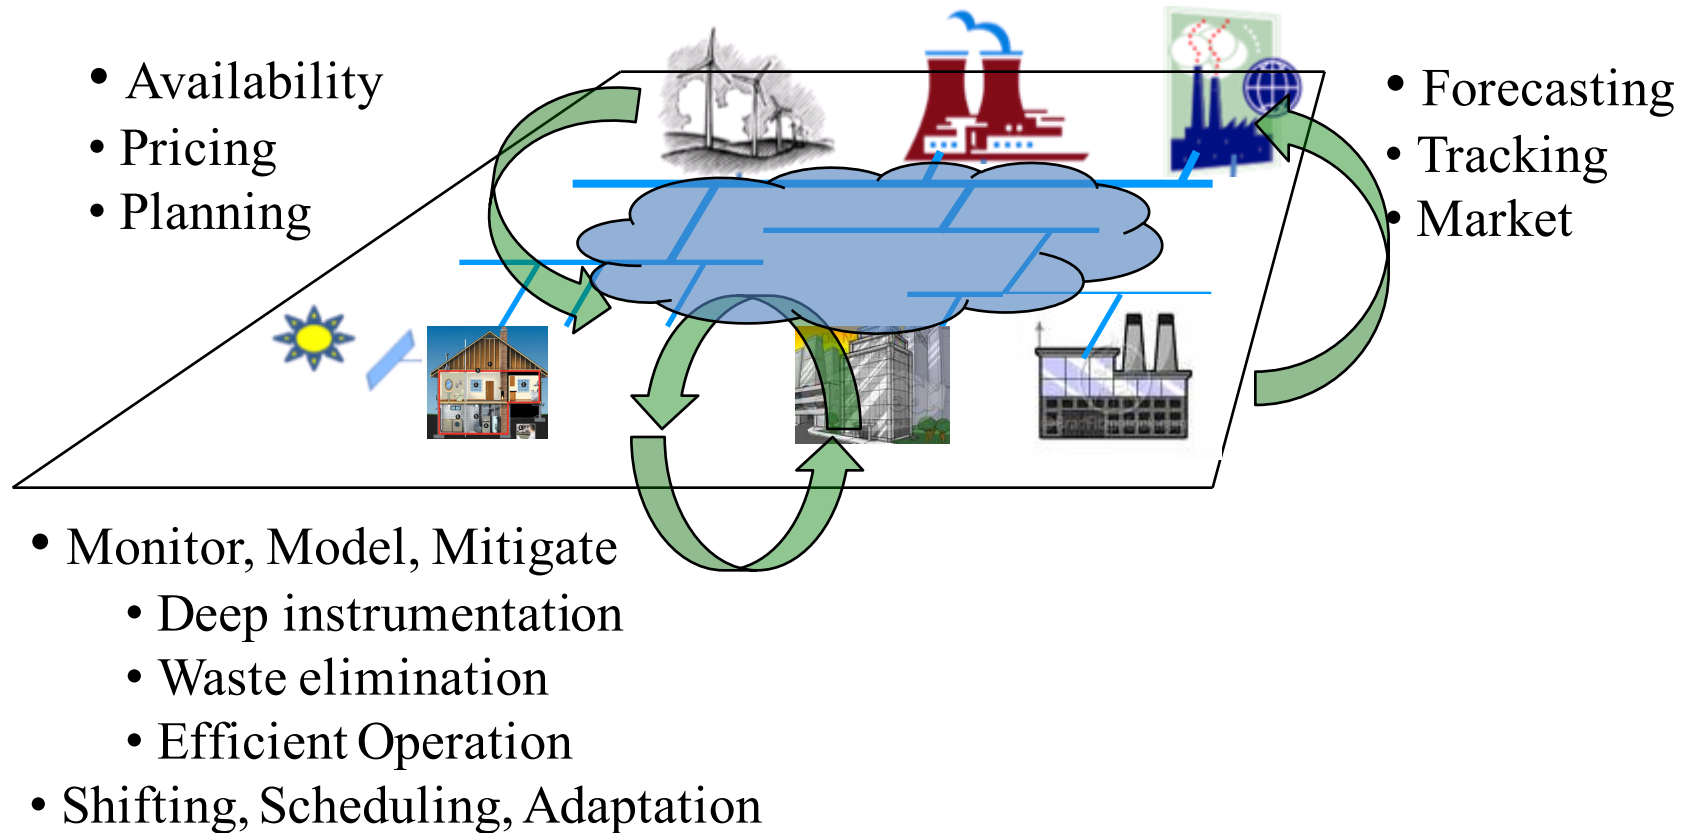 • Availability
• Pricing
• Planning
• Forecasting
• Tracking
• Market
• Monitor, Model, Mitigate
• Deep instrumentation
• Waste elimination
• Efficient Operation
• Shifting, Scheduling, Adaptation